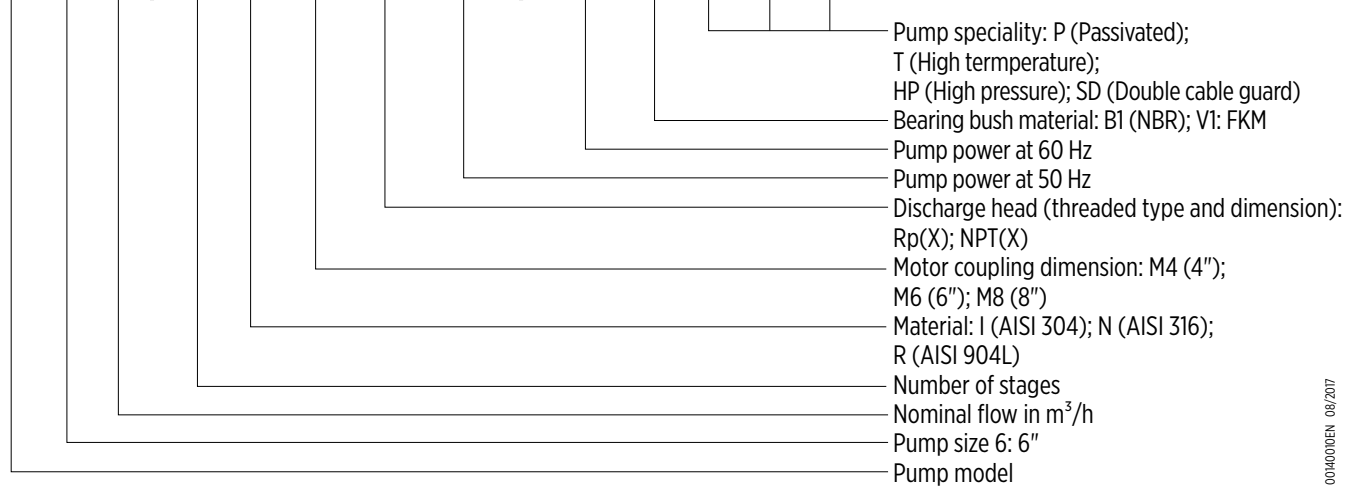 Pump speciality: P (Passivated);
T (High termperature);
HP (High pressure); SD (Double cable guard)
Bearing bush material: B1 (NBR); V1: FKM
Pump power at 60 Hz
Pump power at 50 Hz
Discharge head (threaded type and dimension):
Rp(X); NPT(X)
Motor coupling dimension: M4 (4");
M6 (6"); M8 (8")
Material: I (AISI 304); N (AISI 316);
R (AISI 904L)
Number of stages
Nominal flow in m³/h
Pump size 6: 6"
Pump model
00140010EN 08/2017